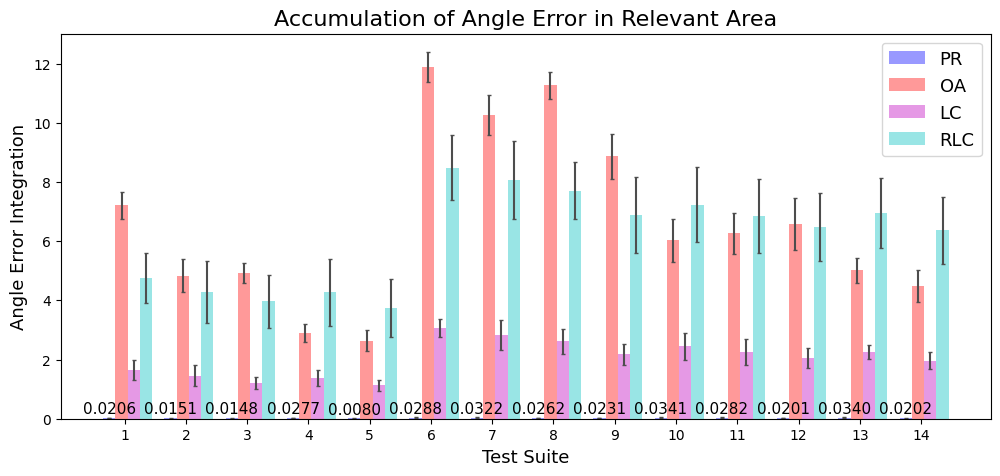 Accumulation of Angle Error in Relevant Area
Angle Error Integration
12
10
8
6
4
2
0
PR
OA
LC
RLC
0.0206 0.0151 0.0148 0.0277 0.0080 0.0288 0.0322 0.0262 0.0231 0.0341 0.0282 0.0201 0.0340 0.0202
1 2 3 4 5 6 7 8 9 10 11 12 13 14
Test Suite